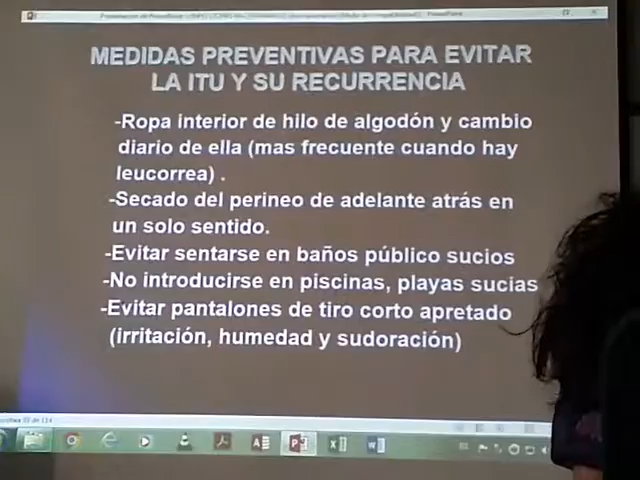 MEDIDAS PREVENTIVAS PARA EVITAR
LA ITU Y SU RECURRENCIA
-Ropa interior de hilo de algodón y cambio
diario de ella (mas frecuente cuando hay
leucorrea) .
-Secado del perineo de adelante atrás en
un solo sentido.
-Evitar sentarse en baños público sucios
-No introducirse en piscinas, playas sucias
-Evitar pantalones de tiro corto apretado
(irritación, humedad y sudoración)